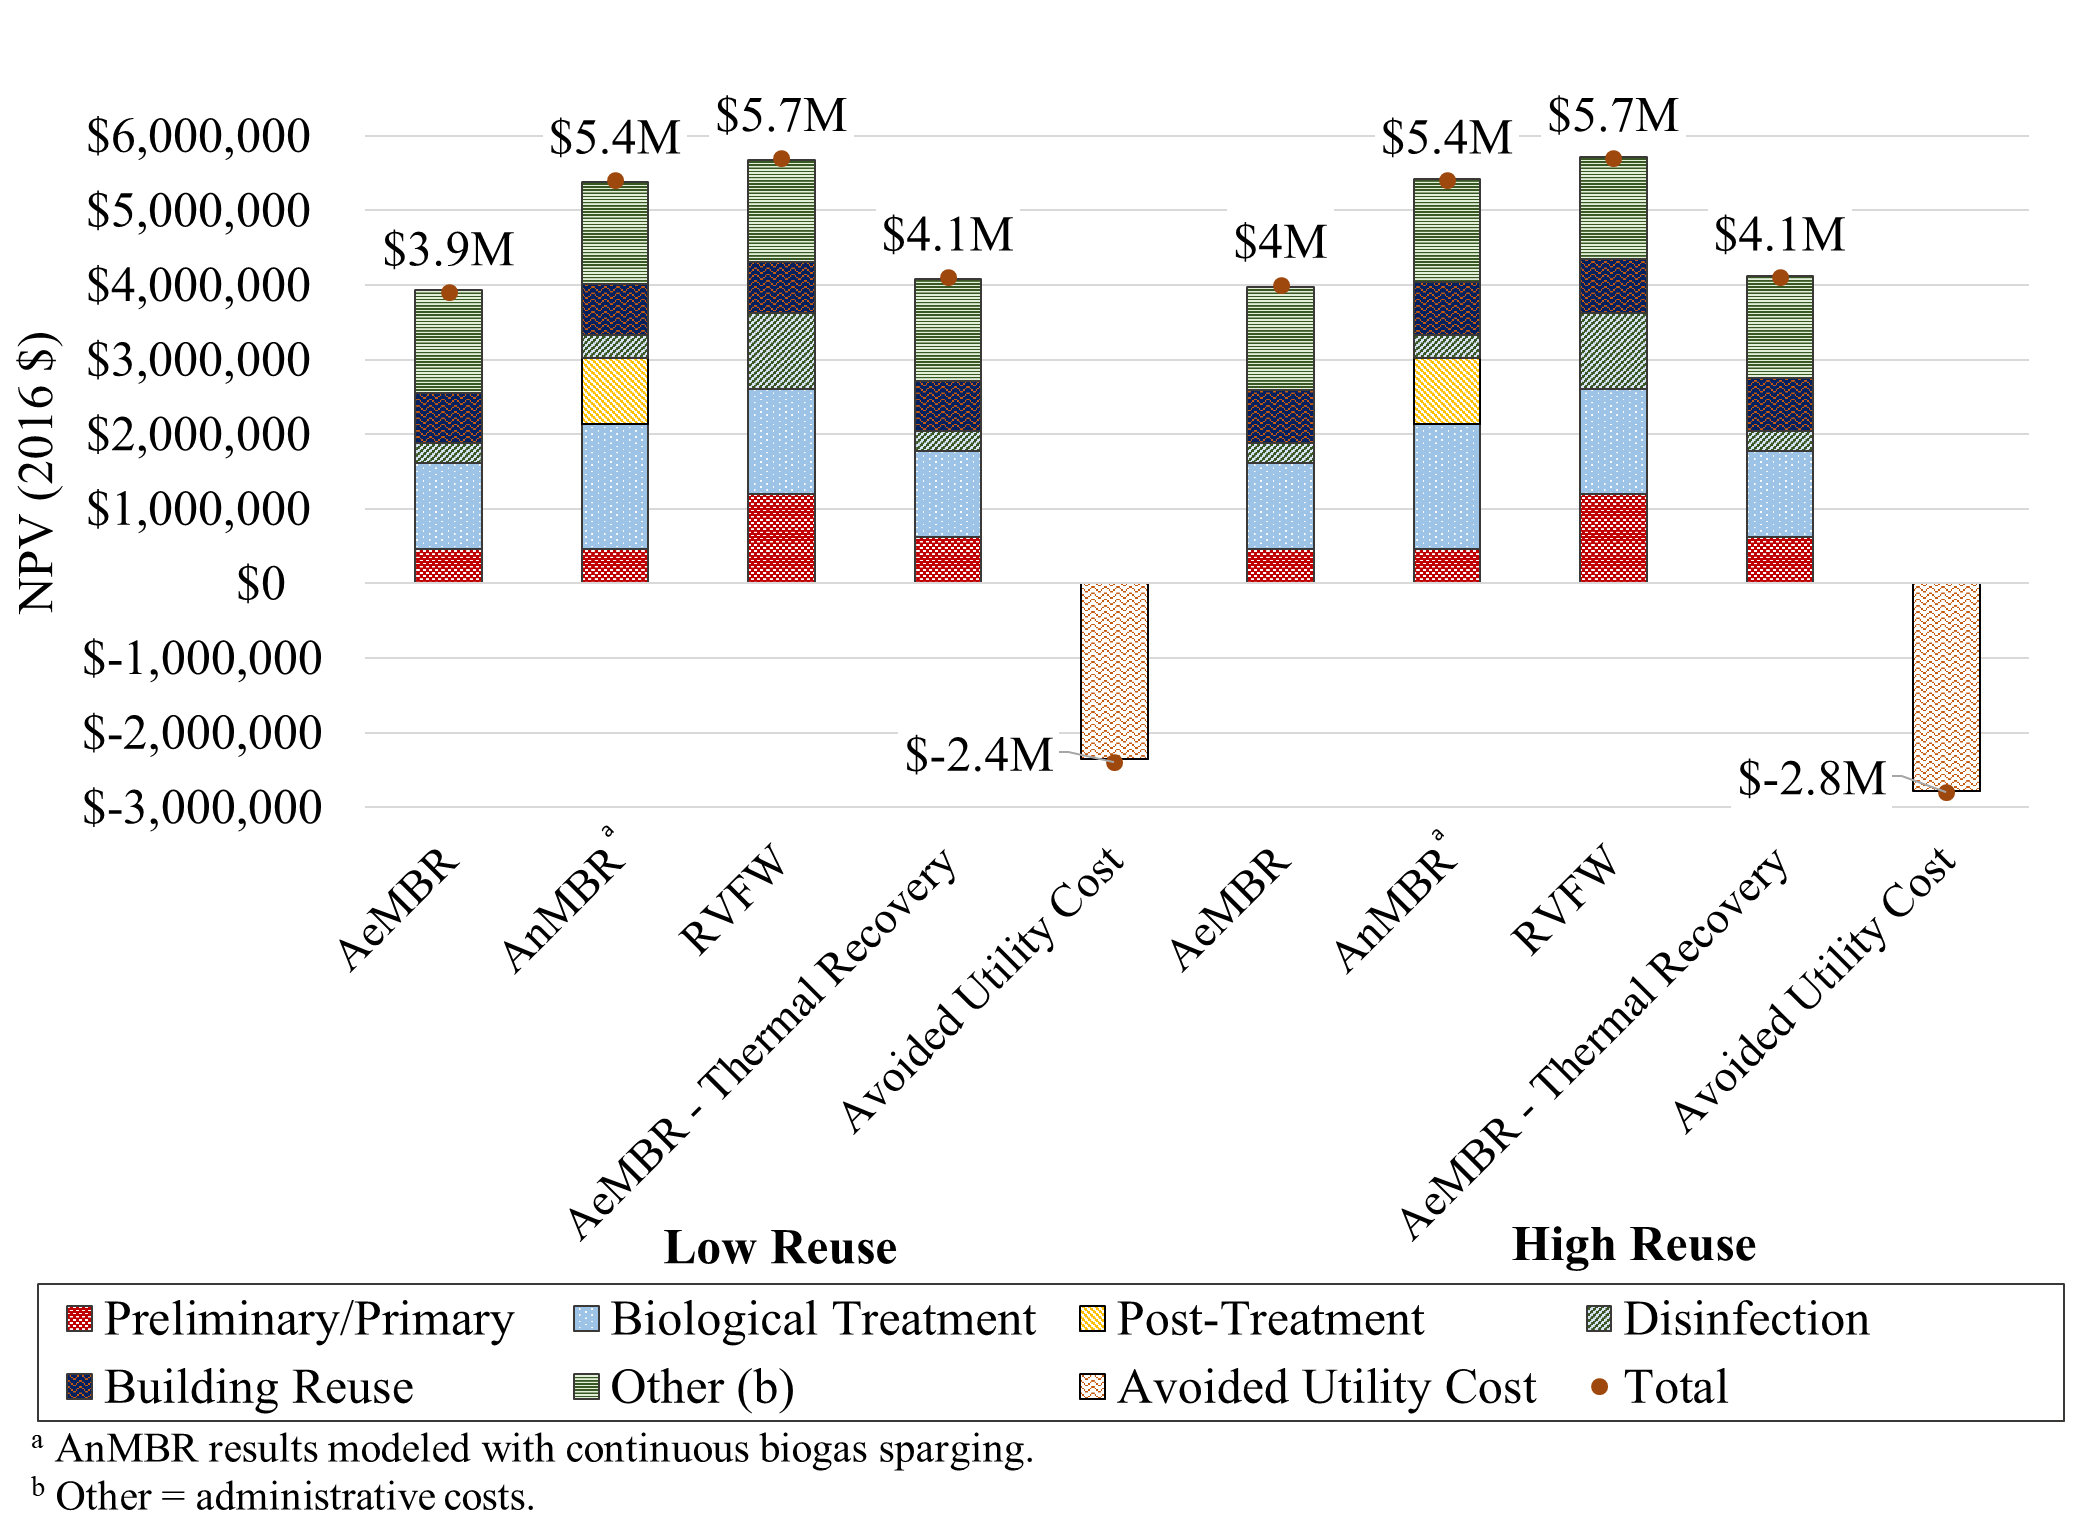 $6,000,000
$5,000,000
$4,000,000
$3,000,000
$2,000,000
$1,000,000
$0
$-1,000,000
$-2,000,000
$-3,000,000
NPV (2016 $)
$3.9M
$5.4M
$5.7M
$4.1M
$-2.4M
$4M
$5.4M
$5.7M
$4.1M
$-2.8M
AeMBR
AnMBR a
RVFW
AeMBR - Thermal Recovery
Avoided Utility Cost
AeMBR
AnMBR a
RVFW
AeMBR - Thermal Recovery
Avoided Utility Cost
Low Reuse
High Reuse
Preliminary/Primary
Biological Treatment
Post-Treatment
Disinfection
Building Reuse
Other (b)
Avoided Utility Cost
Total
a AnMBR results modeled with continuous biogas sparging.
b Other = administrative costs.